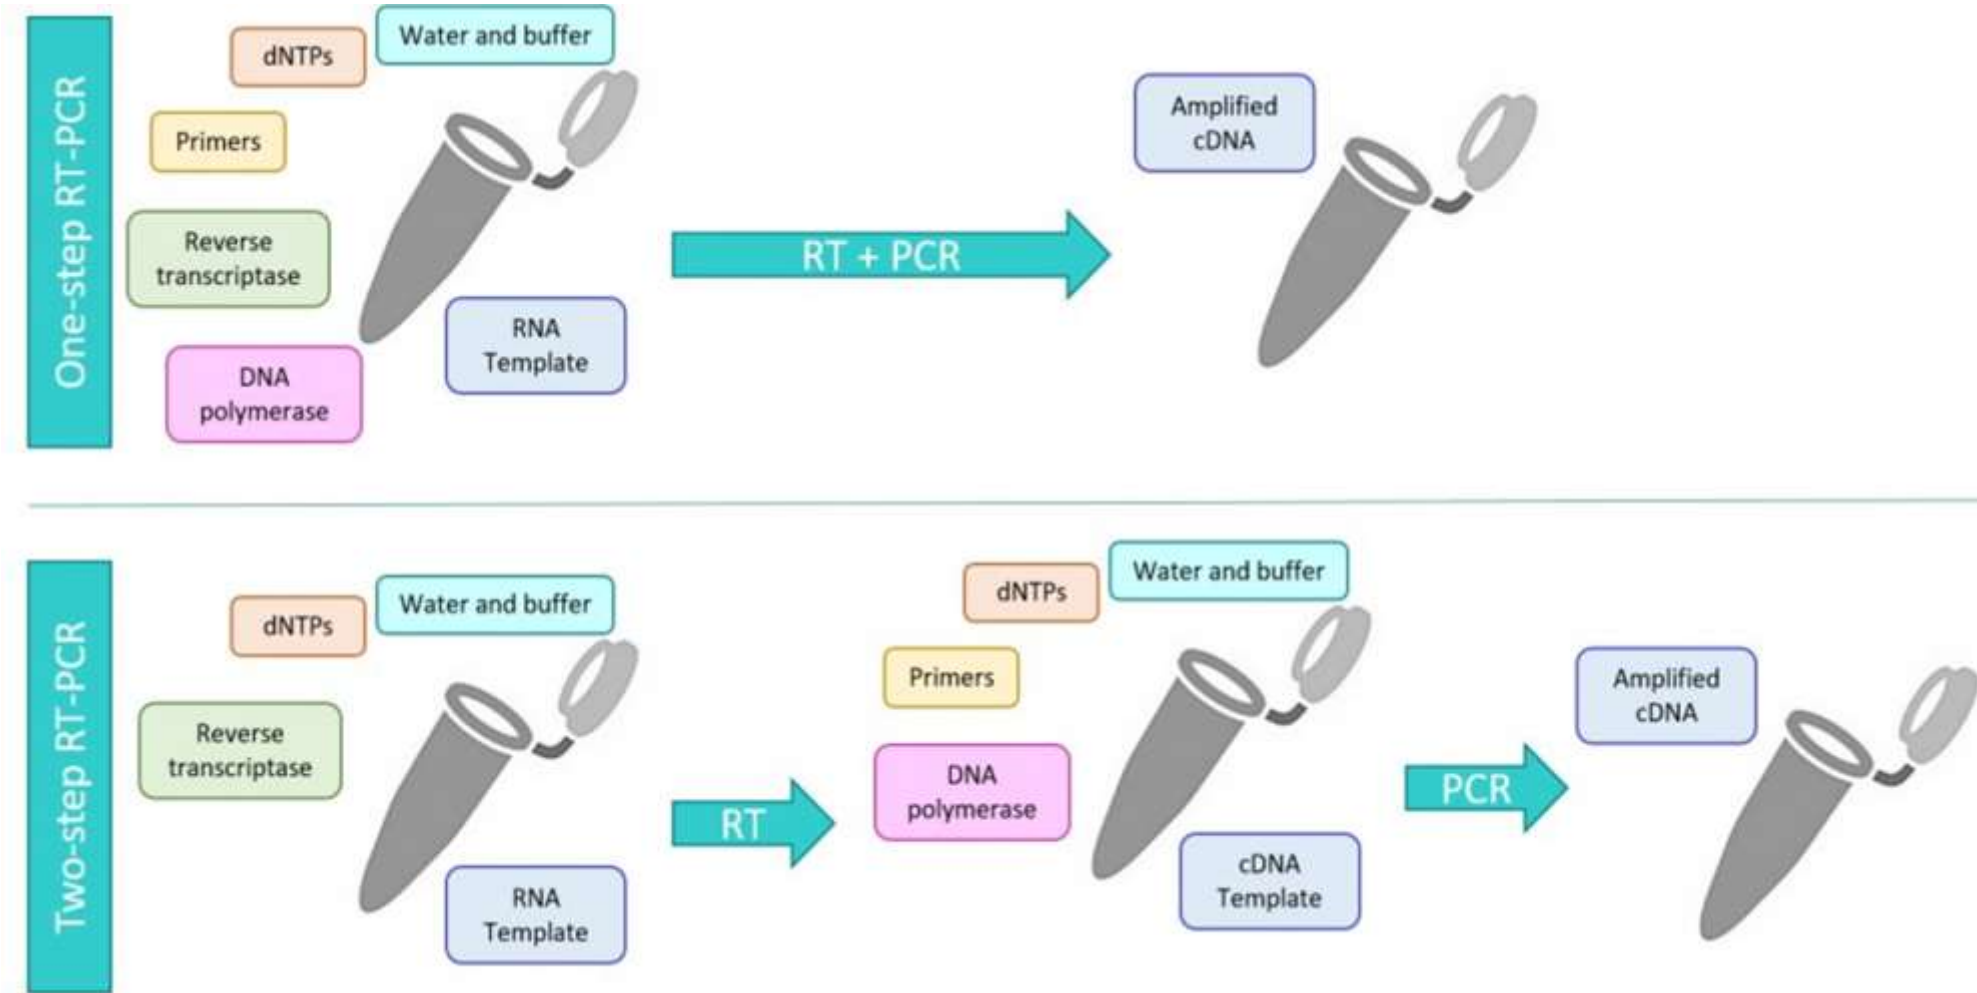 One-step RT-PCR
dNTPs
Water and buffer
Primers
Reverse
transcriptase
DNA
polymerase
RNA
Template
RT + PCR
Amplified
cDNA
Two-step RT-PCR
dNTPs
Water and buffer
Reverse
transcriptase
RNA
Template
RT
dNTPs
Water and buffer
Primers
DNA
polymerase
cDNA
Template
PCR
Amplified
cDNA